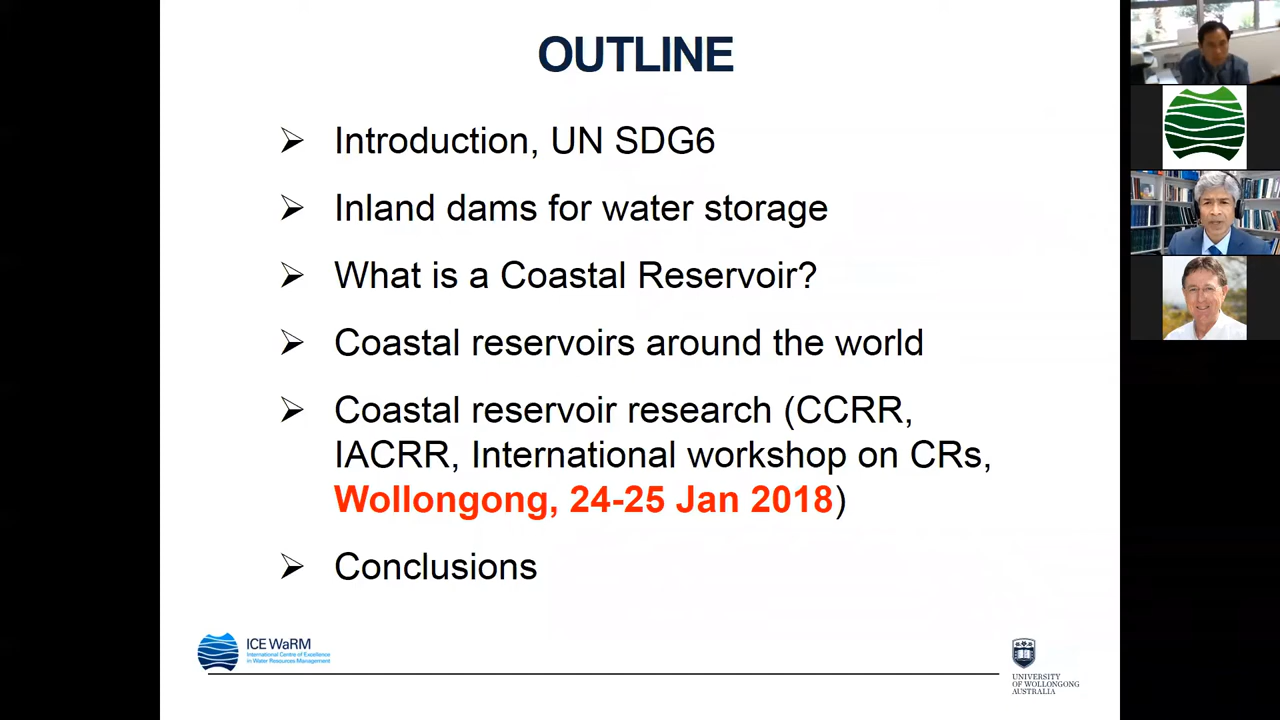 OUTLINE
➢ Introduction, UN SDG6
➢ Inland dams for water storage
➢ What is a Coastal Reservoir?
➢ Coastal reservoirs around the world
➢ Coastal reservoir research (CCRR,
IACRR, International workshop on CRs,
Wollongong, 24-25 Jan 2018)
➢ Conclusions
ICE WaRM
International Centre of Excellence
in Water Resources Management
UNIVERSITY
OF WOLLONGONG
AUSTRALIA